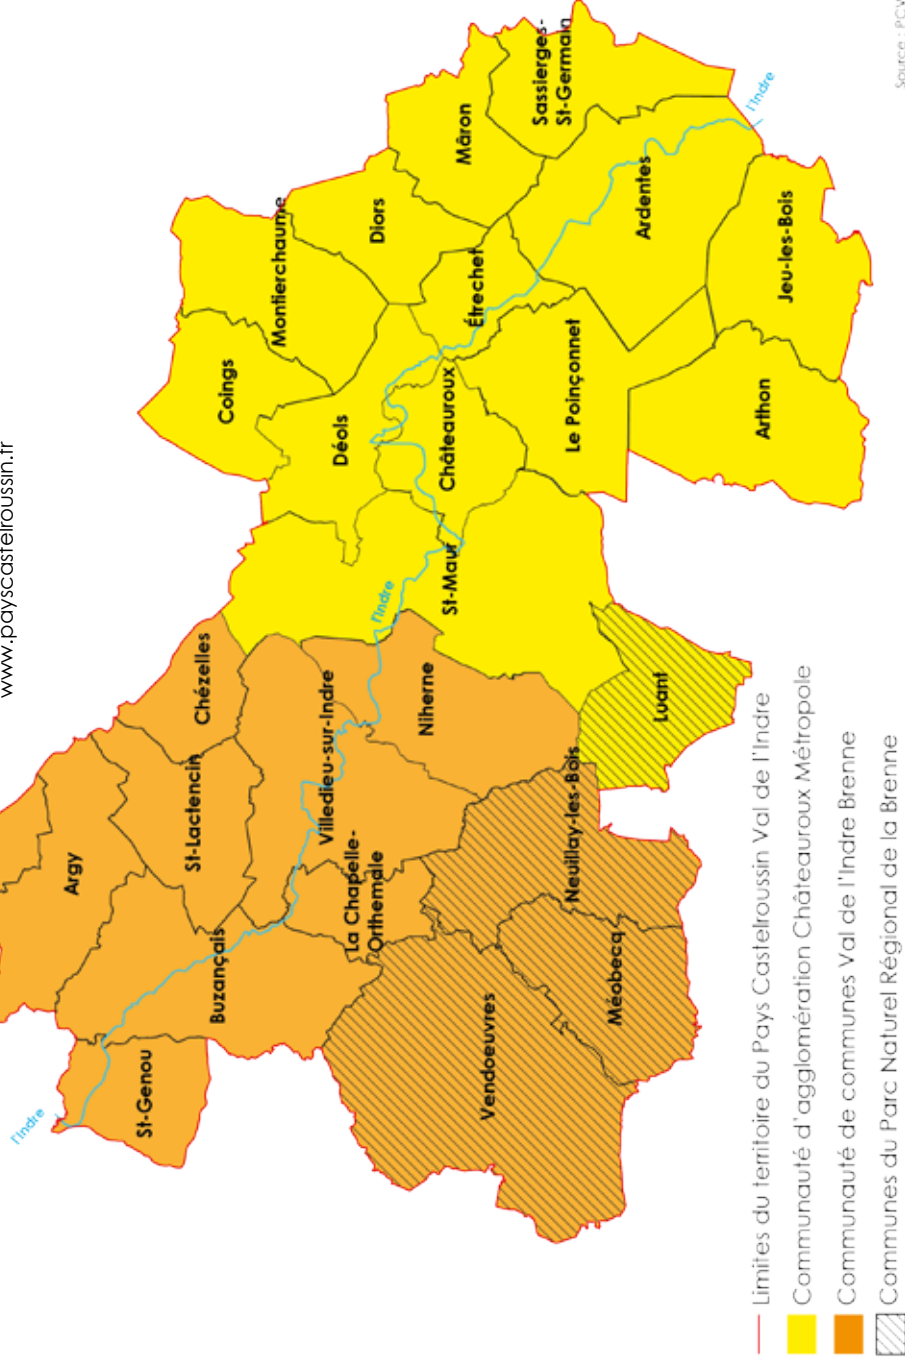 www.payscastelroussin.fr
Argy
Chézelles
St-Lactencin
Buzançais
St-Genou
Villedieu-sur-Indre
La Chapelle-
Orthemale
Niherne
Neuillay-les-Bois
Méobecq
Vendoeuvres
Luant
St-Maur
Châteauroux
Déols
Coings
Montierchaume
Diors
Étrechet
Mâron
Sassierges-
St-Germain
Ardentes
Le Poinçonnet
Arthon
Jeu-les-Bois
l'Indre
l'Indre
l'Indre
Limites du territoire du Pays Castelroussin Val de l'Indre
Communauté d'agglomération Châteauroux Métropole
Communauté de communes Val de l'Indre Brenne
Communes du Parc Naturel Régional de la Brenne
Source : PCV